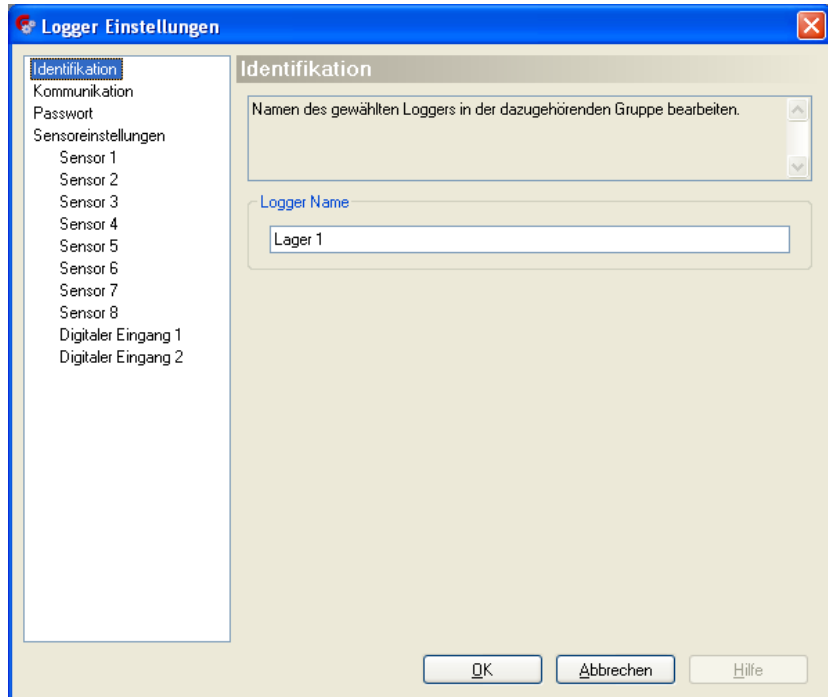 Logger Einstellungen
Identifikation
Kommunikation
Passwort
Sensoreinstellungen
Sensor 1
Sensor 2
Sensor 3
Sensor 4
Sensor 5
Sensor 6
Sensor 7
Sensor 8
Digitaler Eingang 1
Digitaler Eingang 2
Identifikation
Namen des gewählten Loggers in der dazugehörenden Gruppe bearbeiten.
Logger Name
Lager 1
OK
Abbrechen
Hilfe